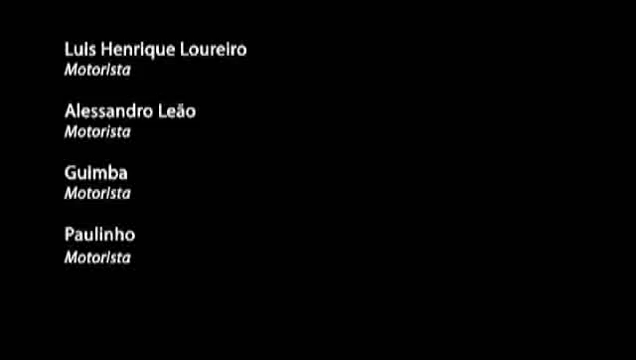 Luis Henrique Loureiro
Motorista
Alessandro Leão
Motorista
Guimba
Motorista
Paulinho
Motorista